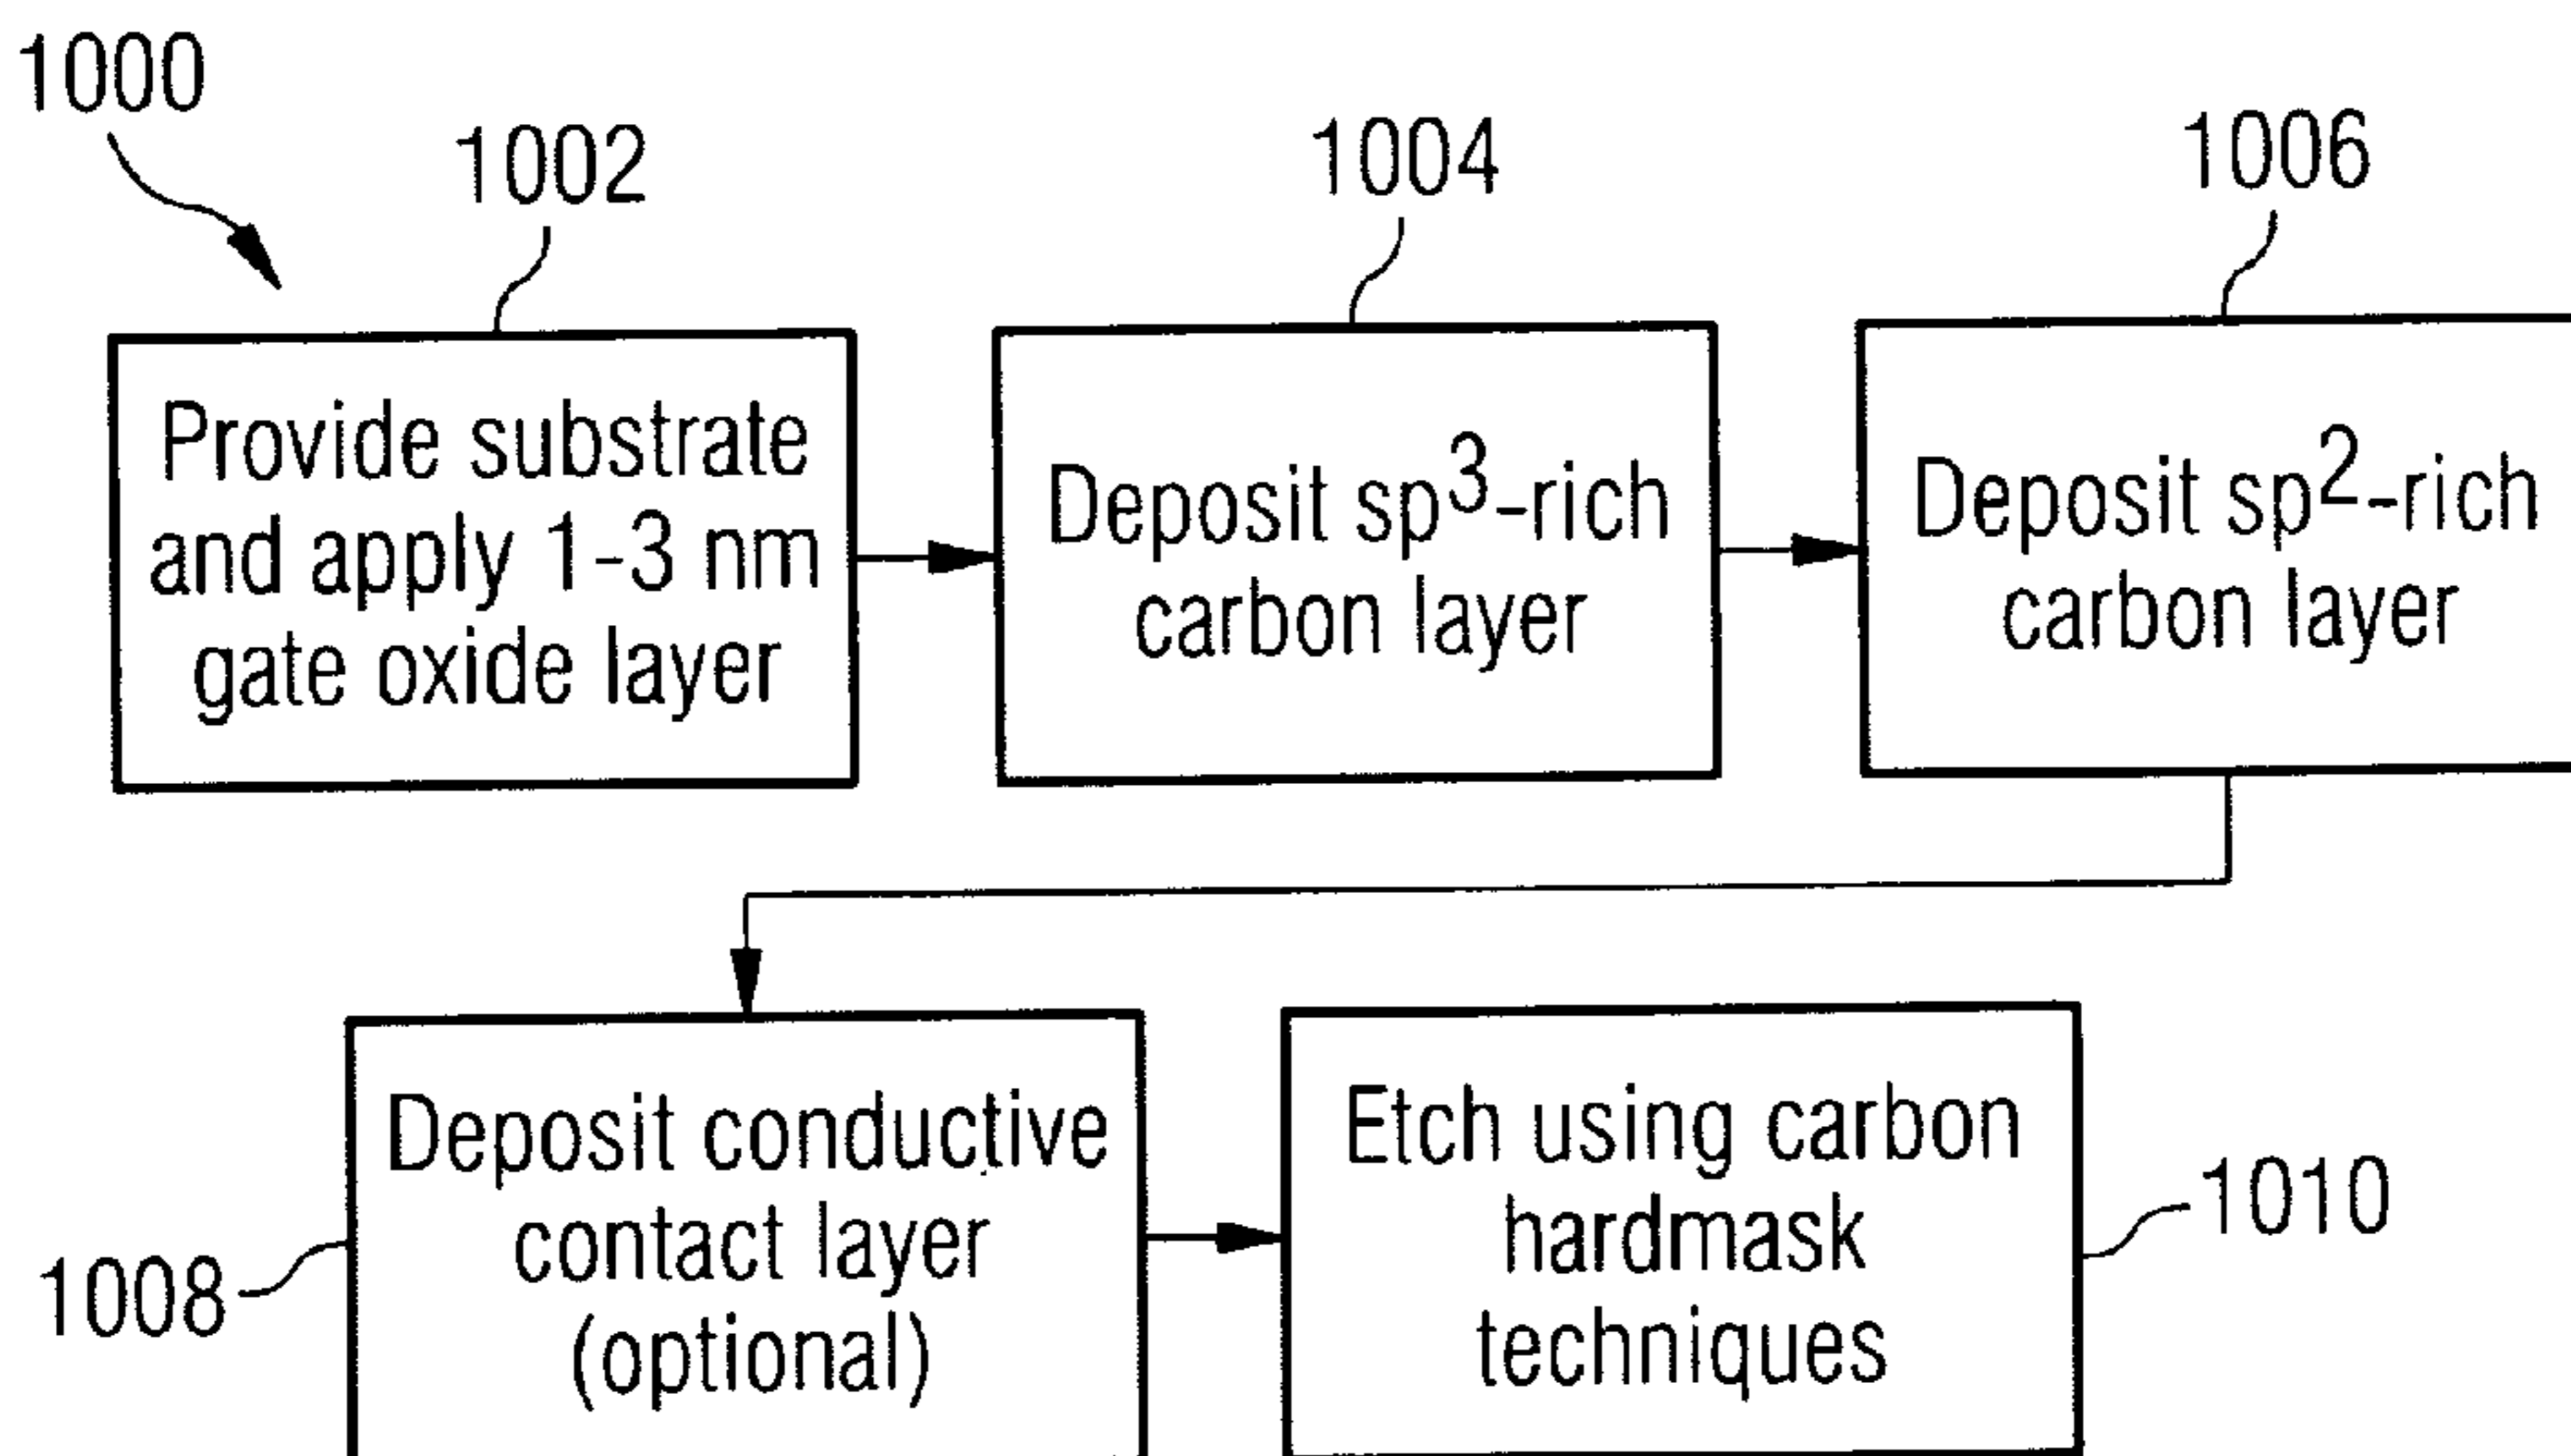 1000
1002
1004
1006
Provide substrate
and apply 1-3 nm
gate oxide layer
Deposit sp³-rich
carbon layer
Deposit sp²-rich
carbon layer
1008
Deposit conductive
contact layer
(optional)
Etch using carbon
hardmask
techniques
1010